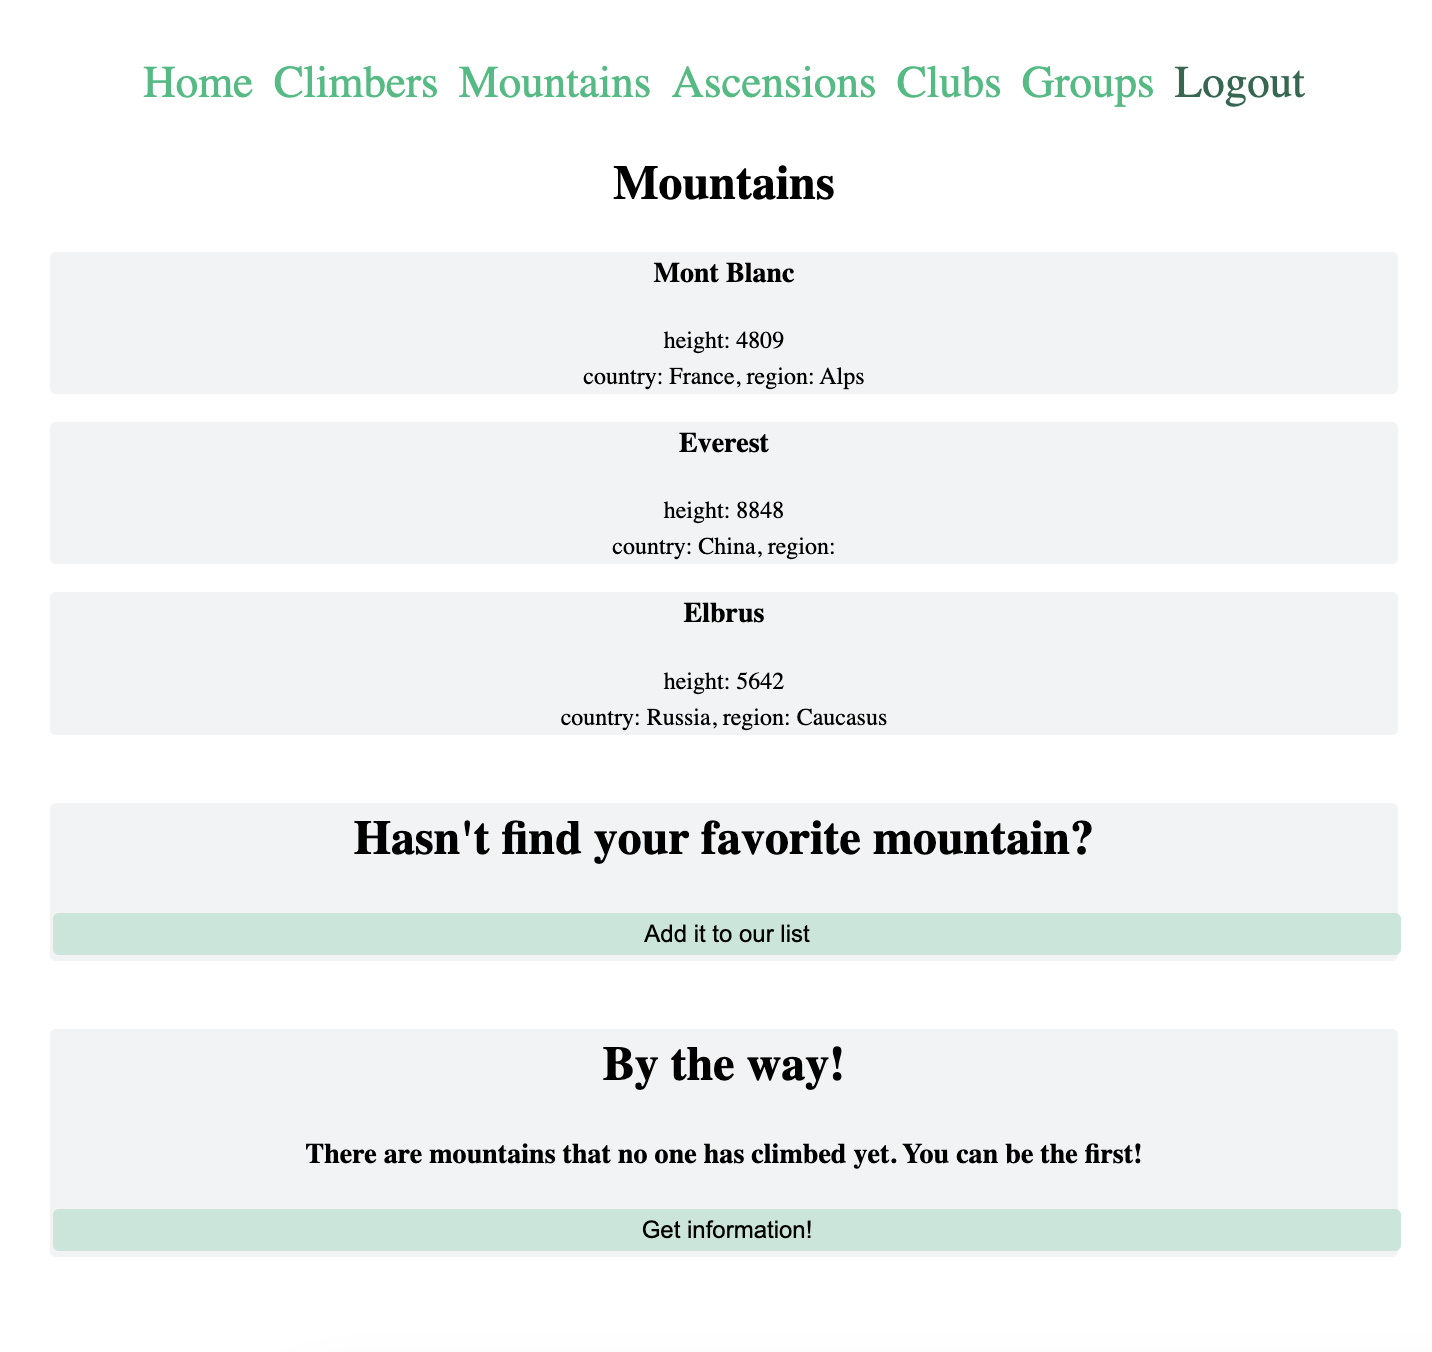 Home Climbers Mountains Ascensions Clubs Groups Logout
Mountains
Mont Blanc
height: 4809
country: France, region: Alps
Everest
height: 8848
country: China, region:
Elbrus
height: 5642
country: Russia, region: Caucasus
Hasn't find your favorite mountain?
Add it to our list
By the way!
There are mountains that no one has climbed yet. You can be the first!
Get information!